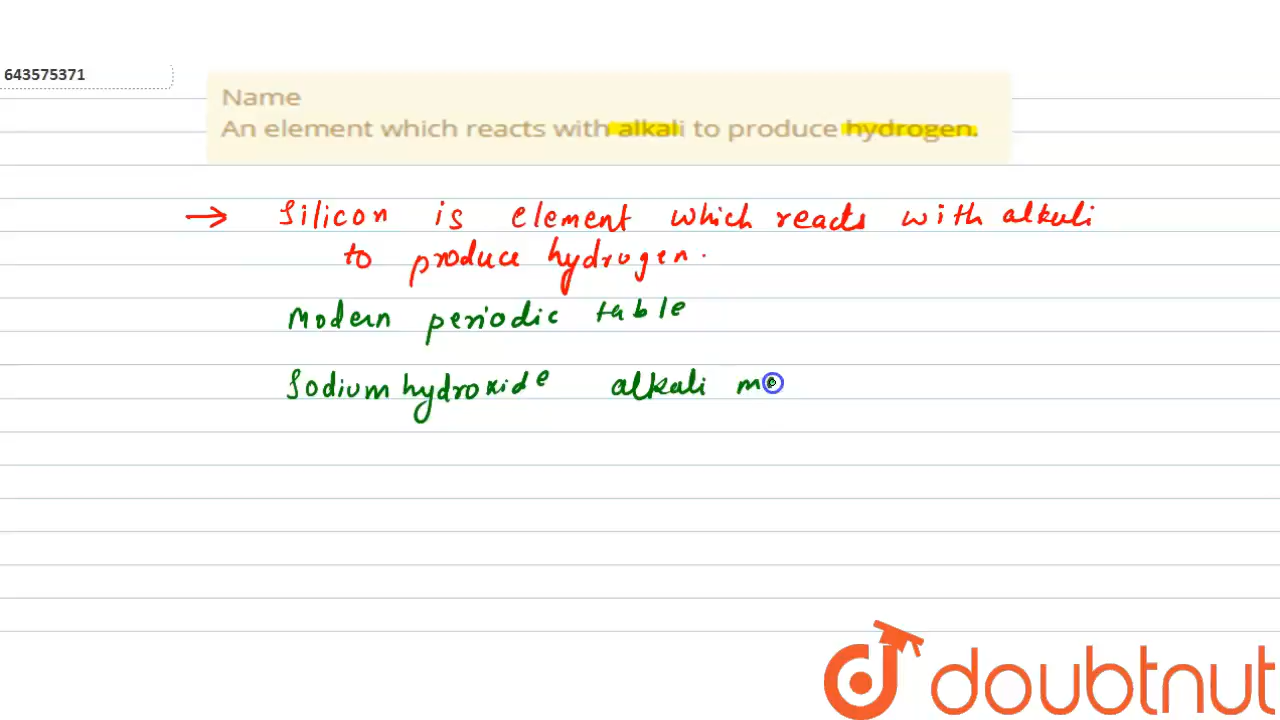 643575371
Name
An element which reacts with alkali to produce hydrogen.
→ Silicon is element which reacts with alkali
to produce hydrogen.
Modern periodic table
Sodium hydroxide alkali me
doubtnut